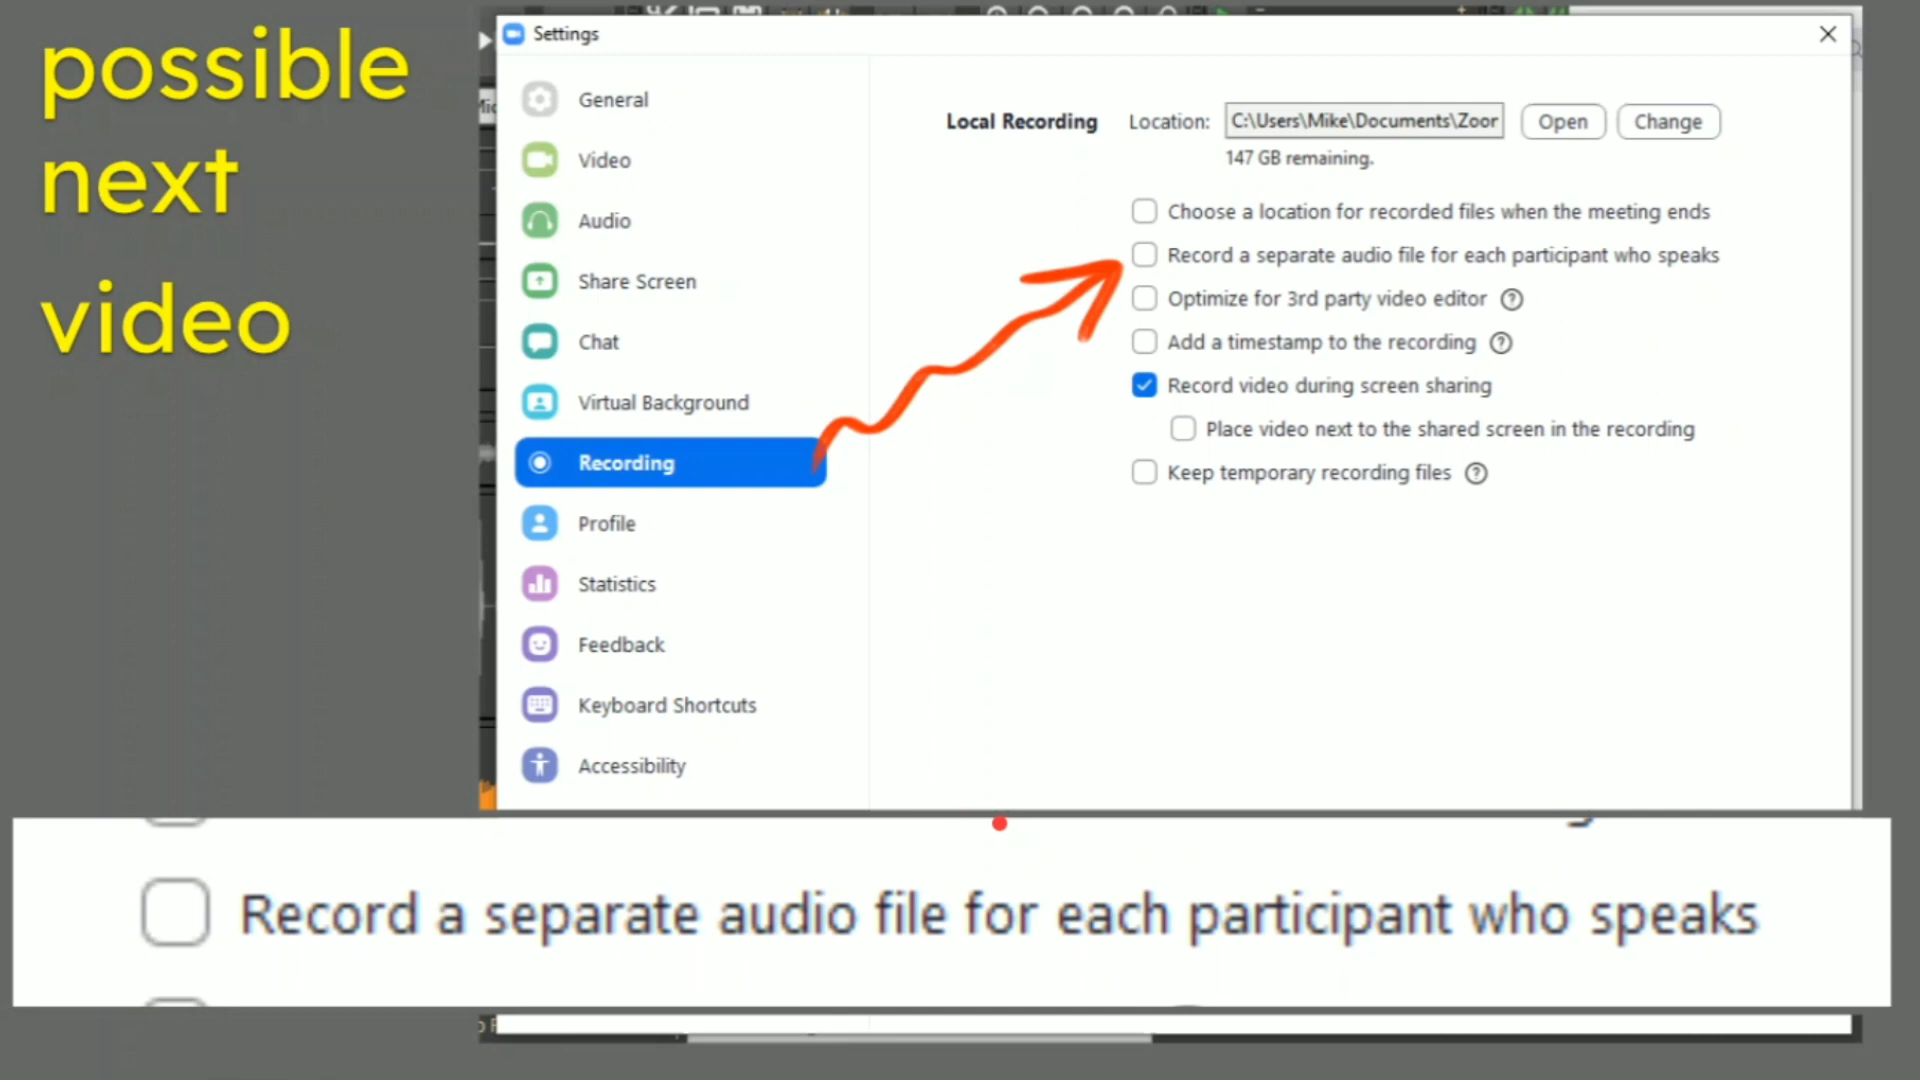 possible
next
video
Settings
General
Video
Audio
Share Screen
Chat
Virtual Background
Recording
Profile
Statistics
Feedback
Keyboard Shortcuts
Accessibility
Local Recording Location: C:\Users\Mike\Documents\Zoor Open Change
147 GB remaining.
Choose a location for recorded files when the meeting ends
Record a separate audio file for each participant who speaks
Optimize for 3rd party video editor ?
Add a timestamp to the recording ?
Record video during screen sharing
Place video next to the shared screen in the recording
Keep temporary recording files ?
Record a separate audio file for each participant who speaks